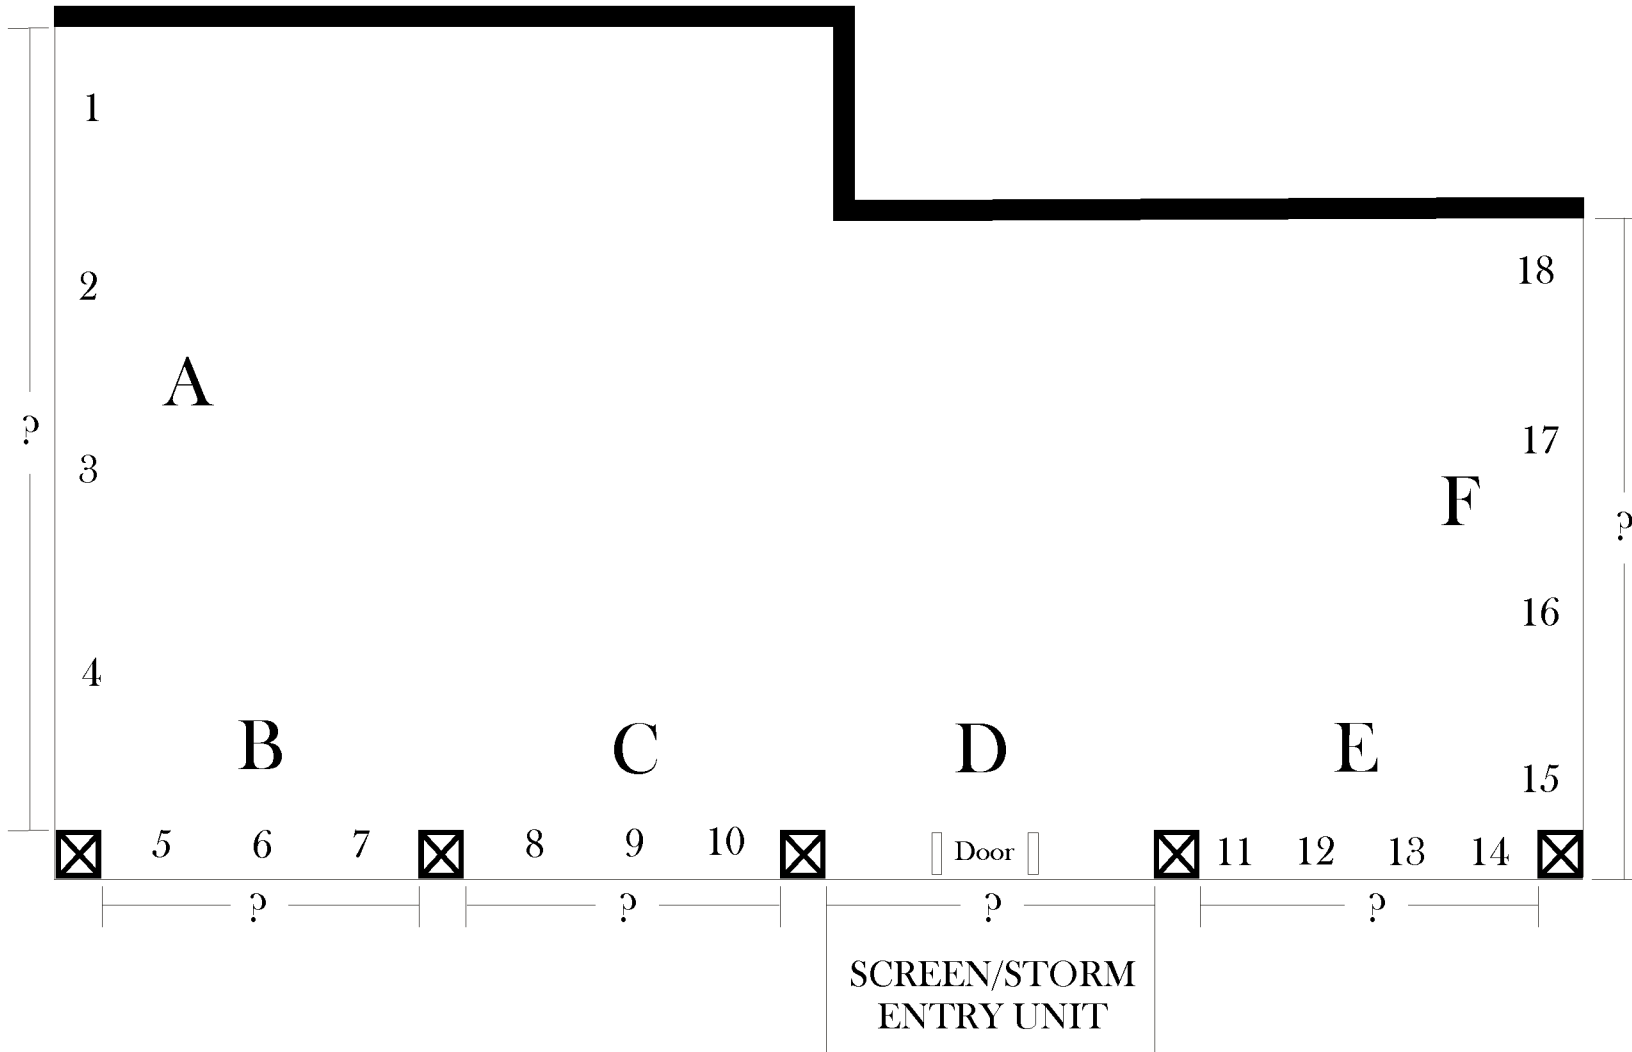 1
2
18
A
?
3
17
F
?
16
4
B
C
D
E
15
5 6 7 8 9 10 Door 11 12 13 14
? ? ? ?
SCREEN/STORM
ENTRY UNIT